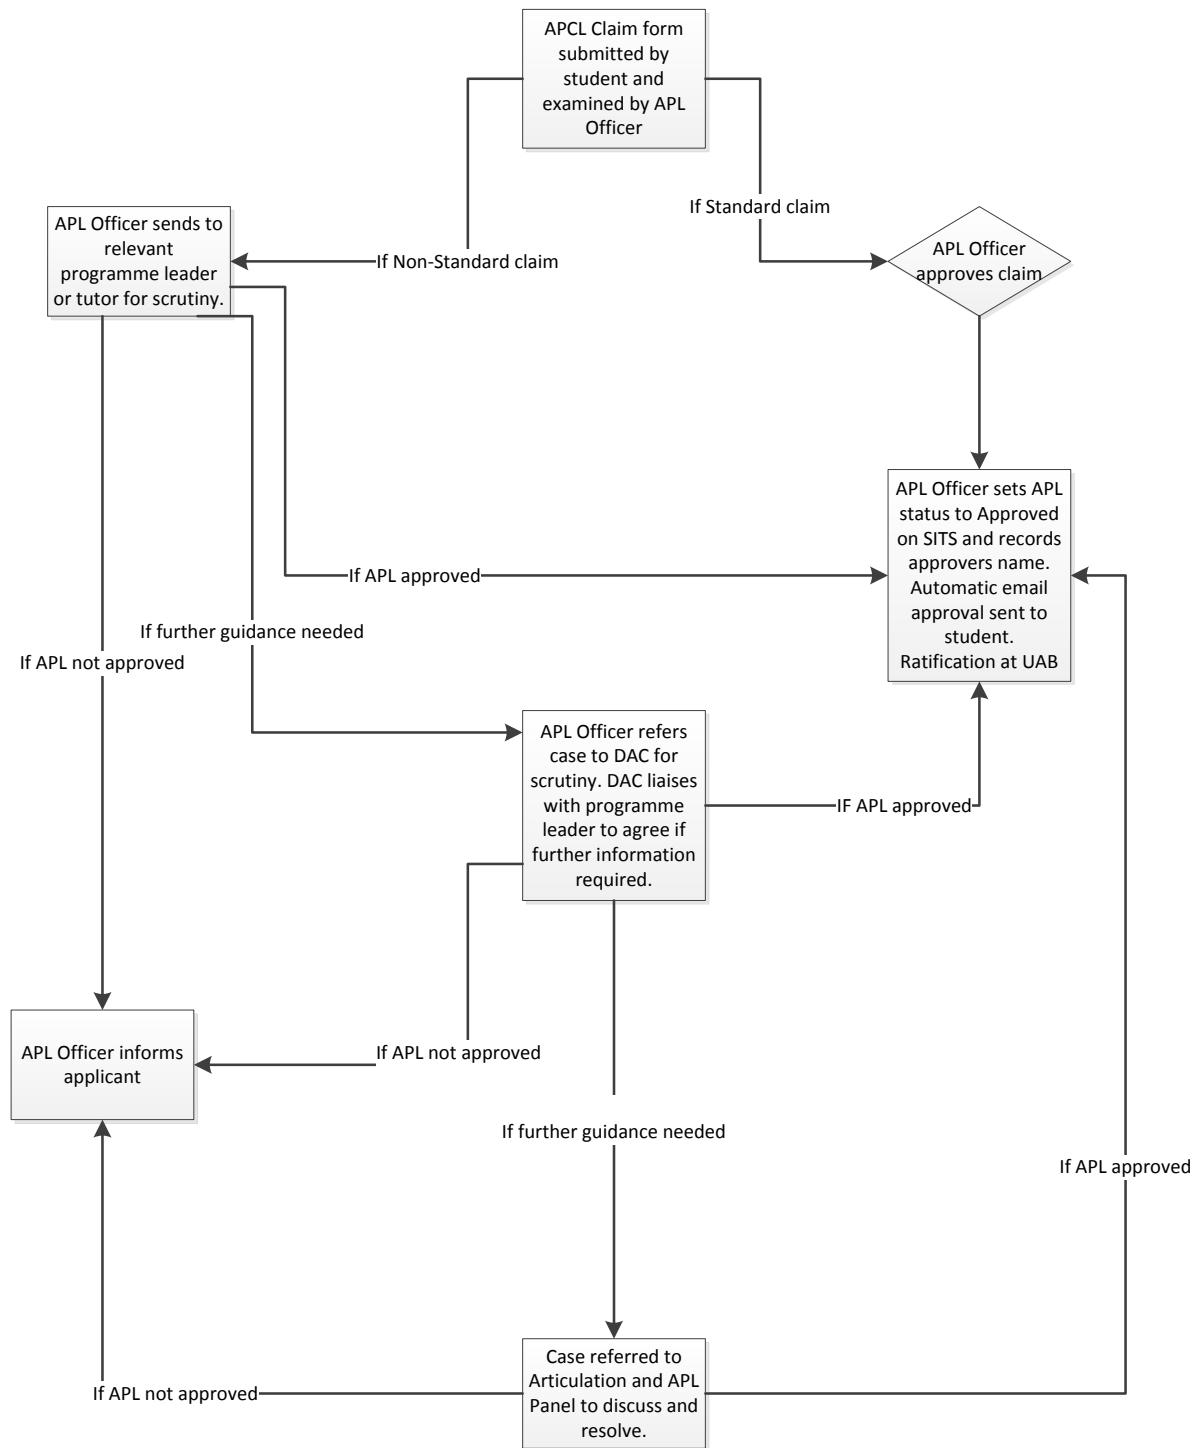 APCL Claim form
submitted by
student and
examined by APL
Officer
If Standard claim
If Non-Standard claim
APL Officer sends to
relevant
programme leader
or tutor for scrutiny.
APL Officer
approves claim
APL Officer sets APL
status to Approved
on SITS and records
approvers name.
Automatic email
approval sent to
student.
Ratification at UAB
If APL approved
If further guidance needed
If APL not approved
APL Officer refers
case to DAC for
scrutiny. DAC liaises
with programme
leader to agree if
further information
required.
IF APL approved
APL Officer informs
applicant
If APL not approved
If further guidance needed
If APL approved
Case referred to
Articulation and APL
Panel to discuss and
resolve.
If APL not approved